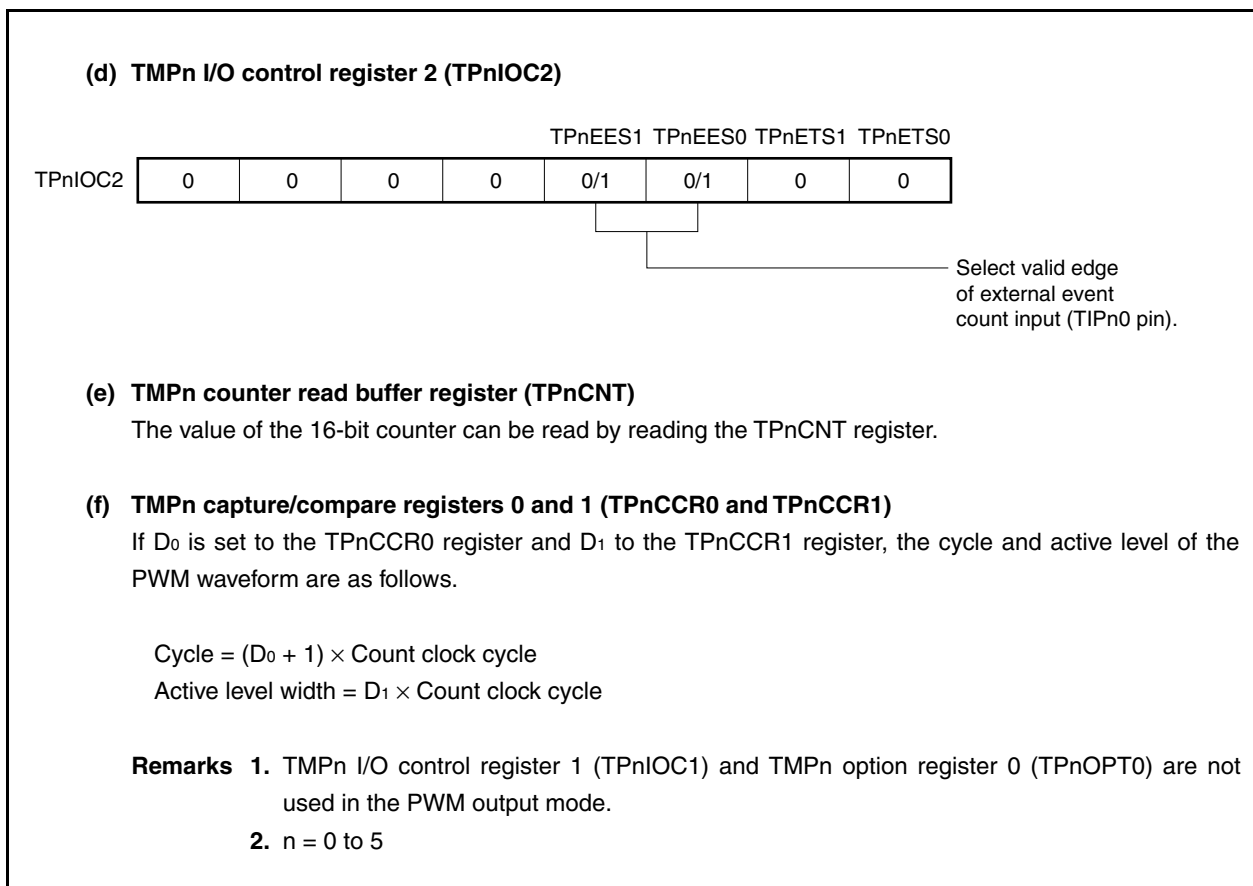 (d) TMPn I/O control register 2 (TPnIOC2)
TPnEES1 TPnEES0 TPnETS1 TPnETS0
TPnIOC2 0 0 0 0 0/1 0/1 0 0
Select valid edge
of external event
count input (TIPn0 pin).
(e) TMPn counter read buffer register (TPnCNT)
The value of the 16-bit counter can be read by reading the TPnCNT register.
(f) TMPn capture/compare registers 0 and 1 (TPnCCR0 and TPnCCR1)
If D0 is set to the TPnCCR0 register and D1 to the TPnCCR1 register, the cycle and active level of the
PWM waveform are as follows.
Cycle = (D0 + 1) × Count clock cycle
Active level width = D1 × Count clock cycle
Remarks 1. TMPn I/O control register 1 (TPnIOC1) and TMPn option register 0 (TPnOPT0) are not
used in the PWM output mode.
2. n = 0 to 5